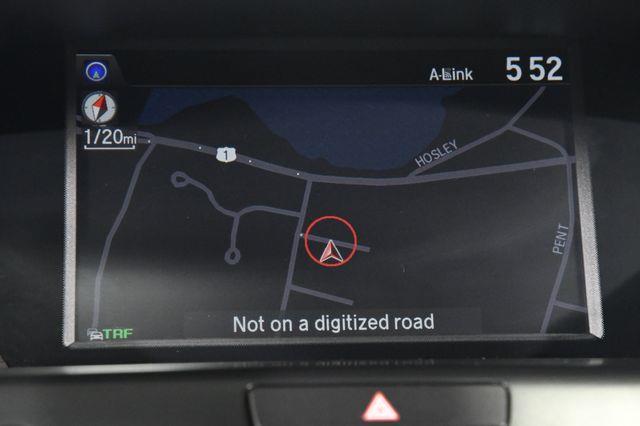 A-Link 5 52
1/20mi
1
HOSLEY
PENT
Not on a digitized road
TRF